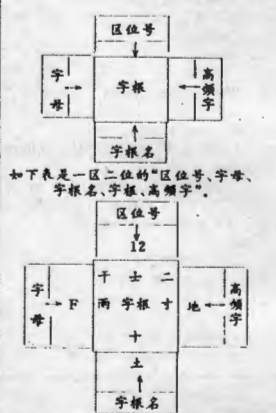 区位号
字母
字根
高频字
字根名
如下表是一区二位的“区位号、字母、
字根名、字根、高频字”。
区位号
12
干 士 二
字母
F
雨 字根 寸
地
高频字
十
土
字根名